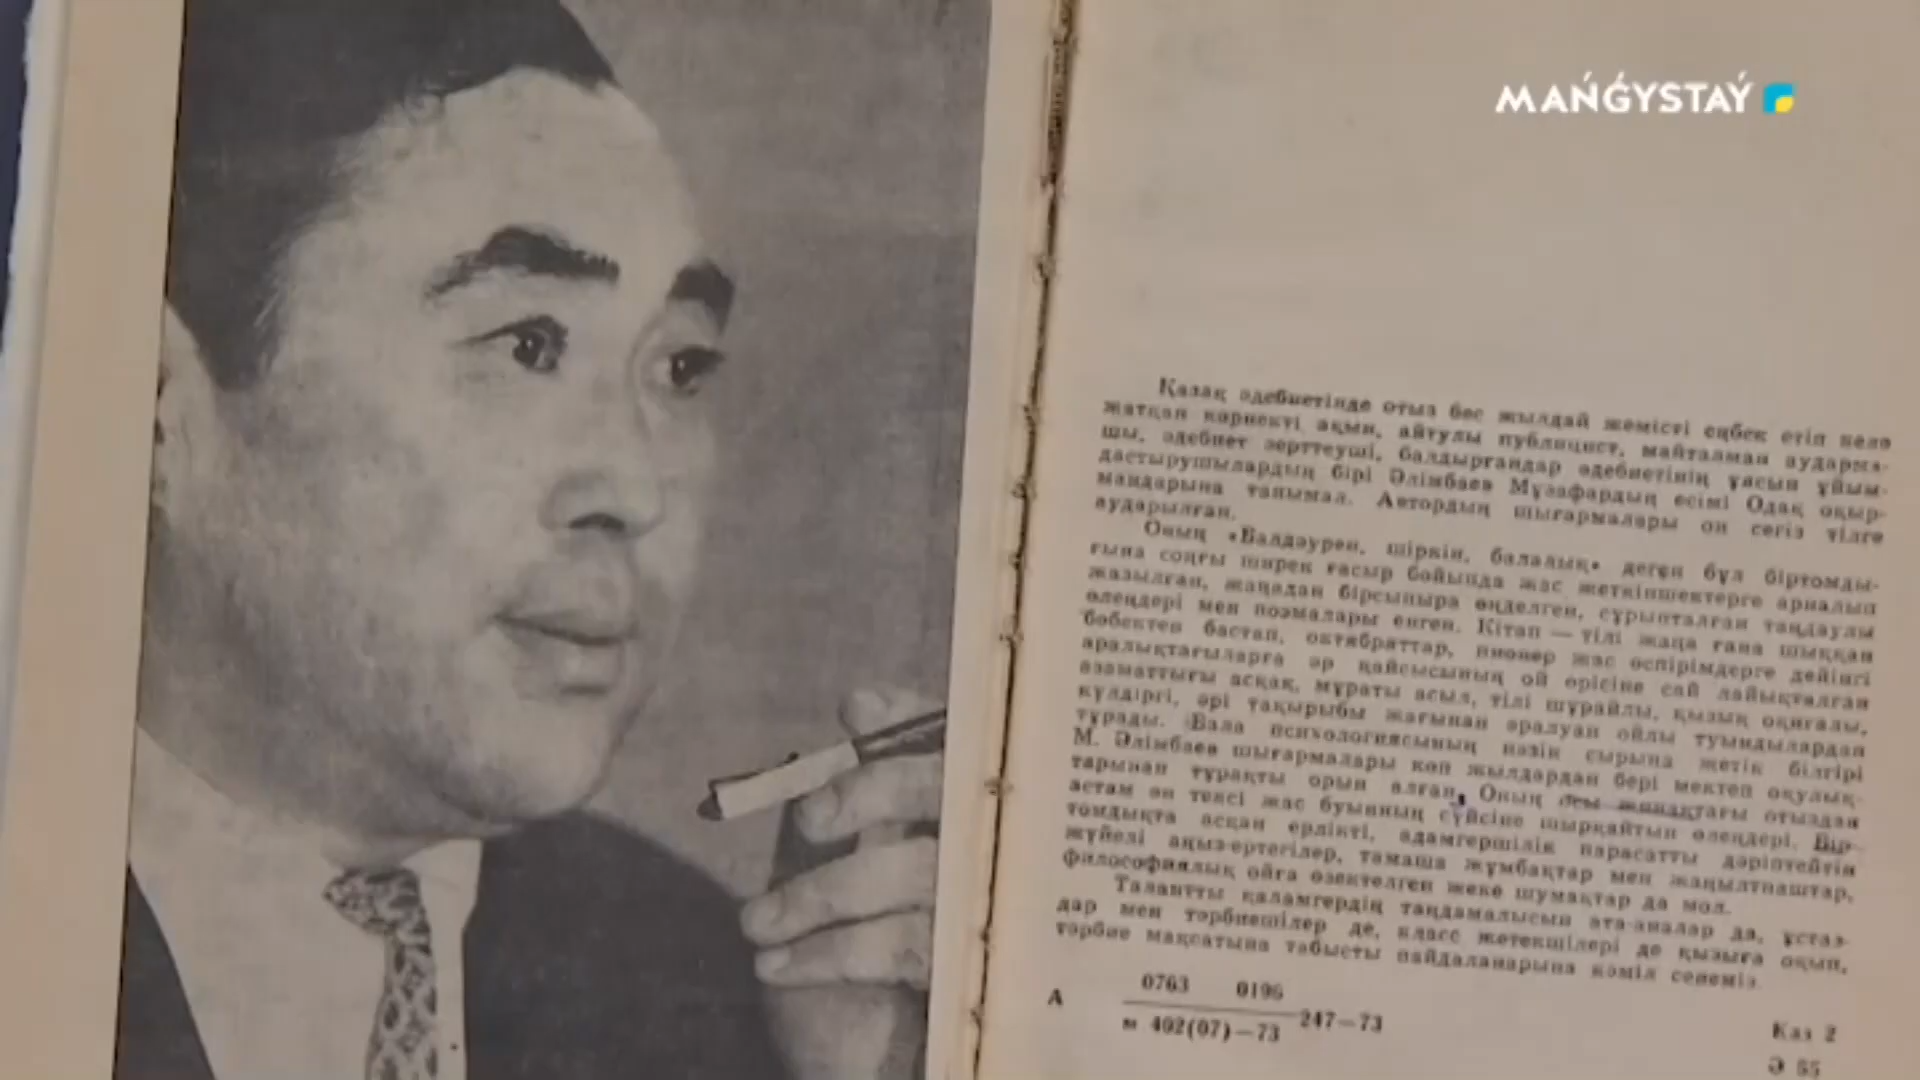 MAŃǴYSTAÝ
Қазақ әдебиетінде отыз бес жылдай жемісті еңбек етіп келе
жатқан көрнекті ақын, айтулы публицист, майталман аударма-
шы, әдебиет зерттеуші, балдырғандар әдебиетінің ұясын ұйым-
дастырушылардың бірі Әлімбаев Мұзафардың есімі Одақ оқыр-
мандарына танымал. Автордың шығармалары он сегіз тілге
аударылған.
Оның «Балдәурен, шіркін, балалық» деген бұл біртомды-
ғына соңғы ширек ғасыр бойында жас жеткіншектерге арналып
жазылған, жаңадан бірсыпыра өңделген, сұрыпталған таңдаулы
өлеңдері мен поэмалары енген. Кітап — тілі жаңа ғана шыққан
бөбектен бастап, октябраттар, пионер жас өспірімдерге дейінгі
аралықтағыларға әр қайсысының ой өрісіне сай лайықталған
азаматтығы асқақ, мұраты асыл, тілі шұрайлы, қызық оқиғалы,
күлдіргі, әрі тақырыбы жағынан аралуан ойлы туындылардан
тұрады. Бала психологиясының нәзік сырына жетік білгірі
М. Әлімбаев шығармалары көп жылдардан бері мектеп оқулық-
тарынан тұрақты орын алған. Оның жинақтағы отыздан
астам ән тексі жас буынның сүйсіне шырқайтын өлеңдері. Бір-
томдықта асқан ерлікті, адамгершілік парасатты дәріптейтін
жүйелі аңыз-ертегілер, тамаша жұмбақтар мен жаңылтпаштар,
философиялық ойға өзектелген жеке шумақтар да мол.
Талантты қаламгердің таңдамалысын ата-аналар да, ұстаз-
дар мен тәрбиешілер де, класс жетекшілері де қызыға оқып,
тәрбие мақсатына табысты пайдаланарына кәміл сенеміз.
0763 0196
А 247—73
м 402(07)—73
Каз 2
Ә 55